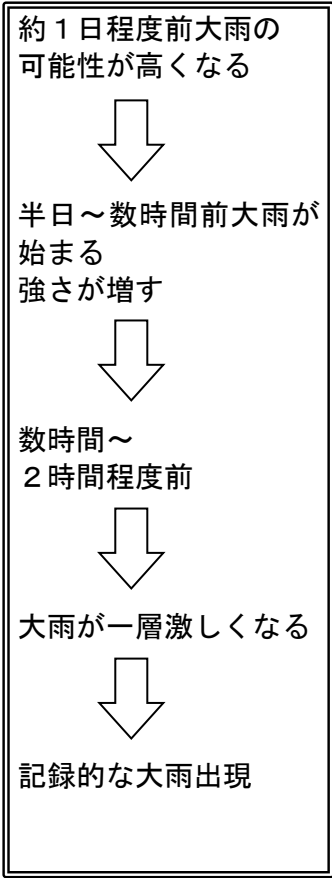 約１日程度前大雨の
可能性が高くなる
半日～数時間前大雨が
始まる
強さが増す
数時間～
２時間程度前
大雨が一層激しくなる
記録的な大雨出現